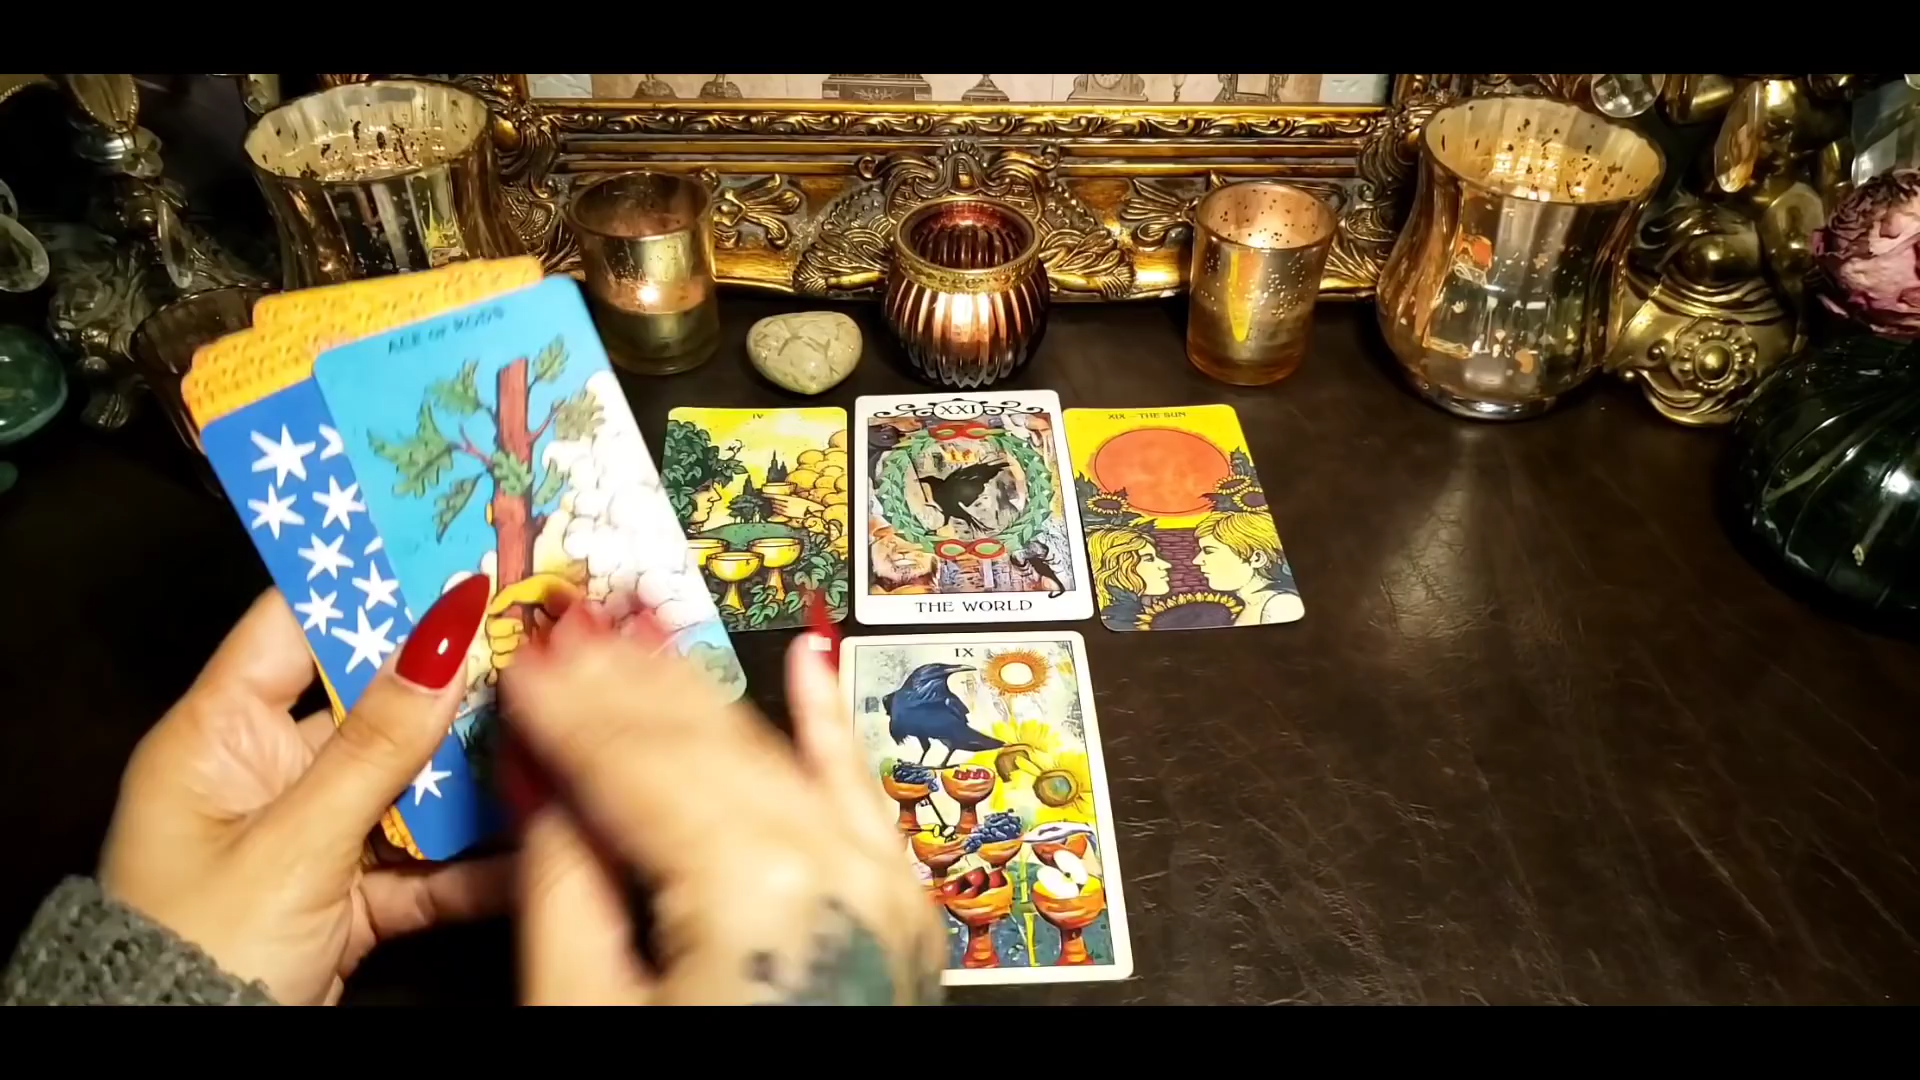 ACE OF RODS
IV
XXI
THE WORLD
XIX - THE SUN
IX